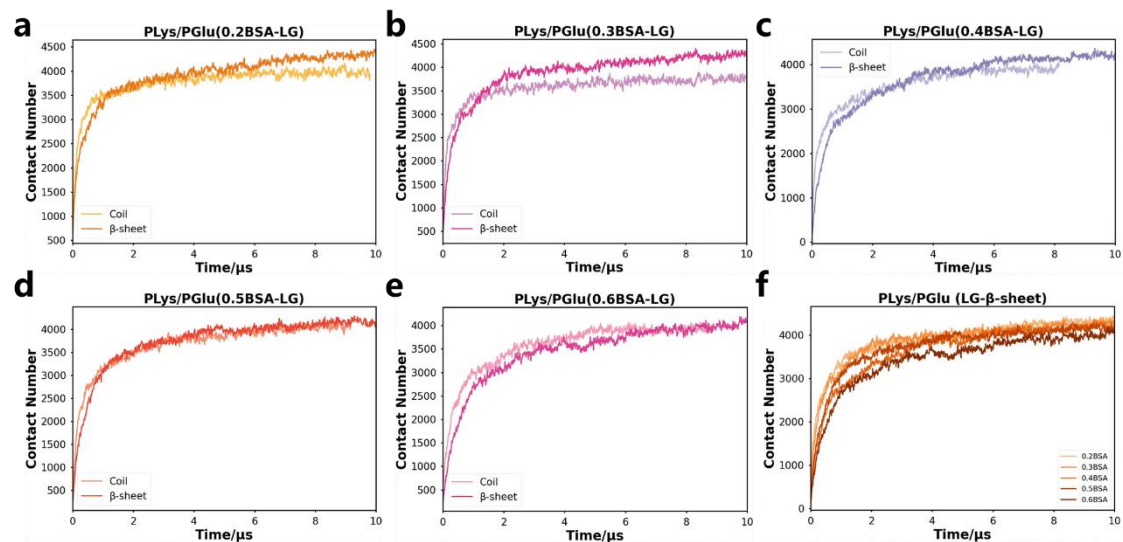 a
PLys/PGlu(0.2BSA-LG)
Contact Number
4500
4000
3500
3000
2500
2000
1500
1000
500
Coil
β-sheet
0 2 4 6 8 10
Time/μs
b
PLys/PGlu(0.3BSA-LG)
Contact Number
4500
4000
3500
3000
2500
2000
1500
1000
500
Coil
β-sheet
0 2 4 6 8 10
Time/μs
c
PLys/PGlu(0.4BSA-LG)
Contact Number
Coil
β-sheet
4000
3000
2000
1000
0
0 2 4 6 8 10
Time/μs
d
PLys/PGlu(0.5BSA-LG)
Contact Number
4000
3500
3000
2500
2000
1500
1000
500
Coil
β-sheet
0 2 4 6 8 10
Time/μs
e
PLys/PGlu(0.6BSA-LG)
Contact Number
4000
3500
3000
2500
2000
1500
1000
500
Coil
β-sheet
0 2 4 6 8 10
Time/μs
f
PLys/PGlu (LG-β-sheet)
Contact Number
4000
3000
2000
1000
0
0.2BSA
0.3BSA
0.4BSA
0.5BSA
0.6BSA
0 2 4 6 8 10
Time/μs